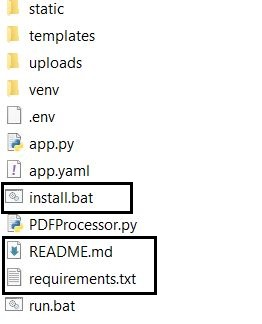 static
templates
uploads
venv
.env
app.py
app.yaml
install.bat
PDFProcessor.py
README.md
requirements.txt
run.bat